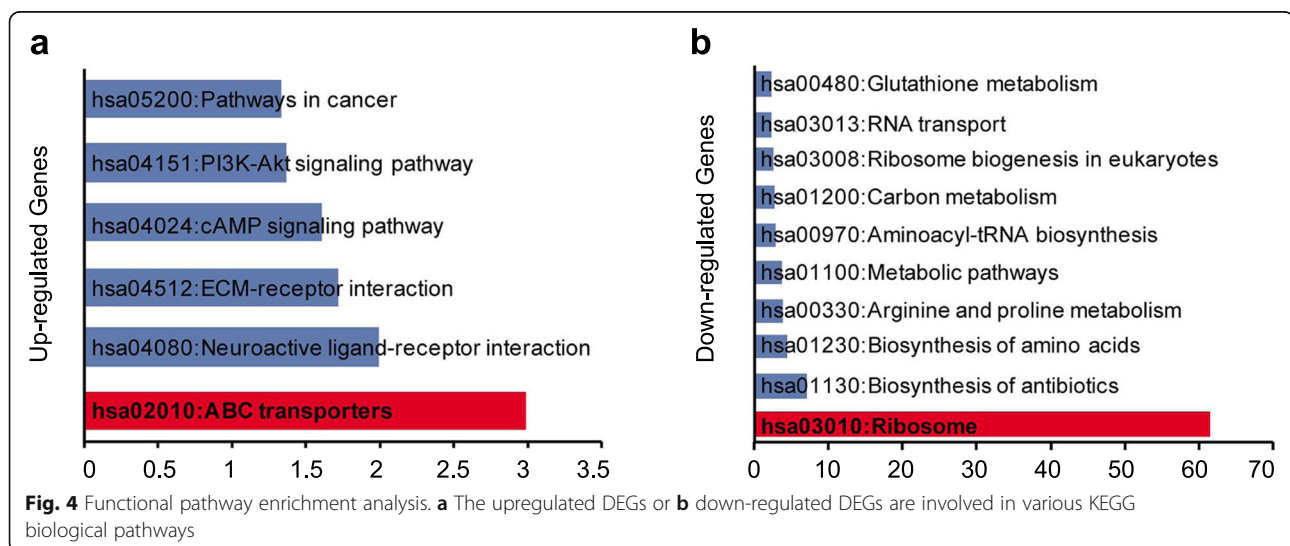 a
Up-regulated Genes
hsa05200:Pathways in cancer
hsa04151:PI3K-Akt signaling pathway
hsa04024:cAMP signaling pathway
hsa04512:ECM-receptor interaction
hsa04080:Neuroactive ligand-receptor interaction
hsa02010:ABC transporters
0 0.5 1 1.5 2 2.5 3 3.5
b
Down-regulated Genes
hsa00480:Glutathione metabolism
hsa03013:RNA transport
hsa03008:Ribosome biogenesis in eukaryotes
hsa01200:Carbon metabolism
hsa00970:Aminoacyl-tRNA biosynthesis
hsa01100:Metabolic pathways
hsa00330:Arginine and proline metabolism
hsa01230:Biosynthesis of amino acids
hsa01130:Biosynthesis of antibiotics
hsa03010:Ribosome
0 10 20 30 40 50 60 70
Fig. 4 Functional pathway enrichment analysis. a The upregulated DEGs or b down-regulated DEGs are involved in various KEGG
biological pathways